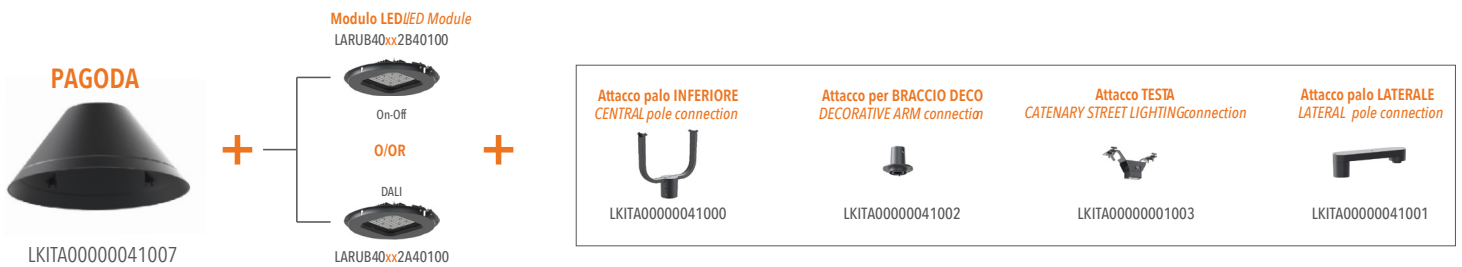 PAGODA
LKITA00000041007
+
Modulo LED/LED Module
LARUB40xx2B40100
On-Off
O/OR
DALI
LARUB40xx2A40100
+
Attacco palo INFERIORE
CENTRAL pole connection
LKITA00000041000
Attacco per BRACCIO DECO
DECORATIVE ARM connection
LKITA00000041002
Attacco TESTA
CATENARY STREET LIGHTING connection
LKITA00000001003
Attacco palo LATERALE
LATERAL pole connection
LKITA00000041001